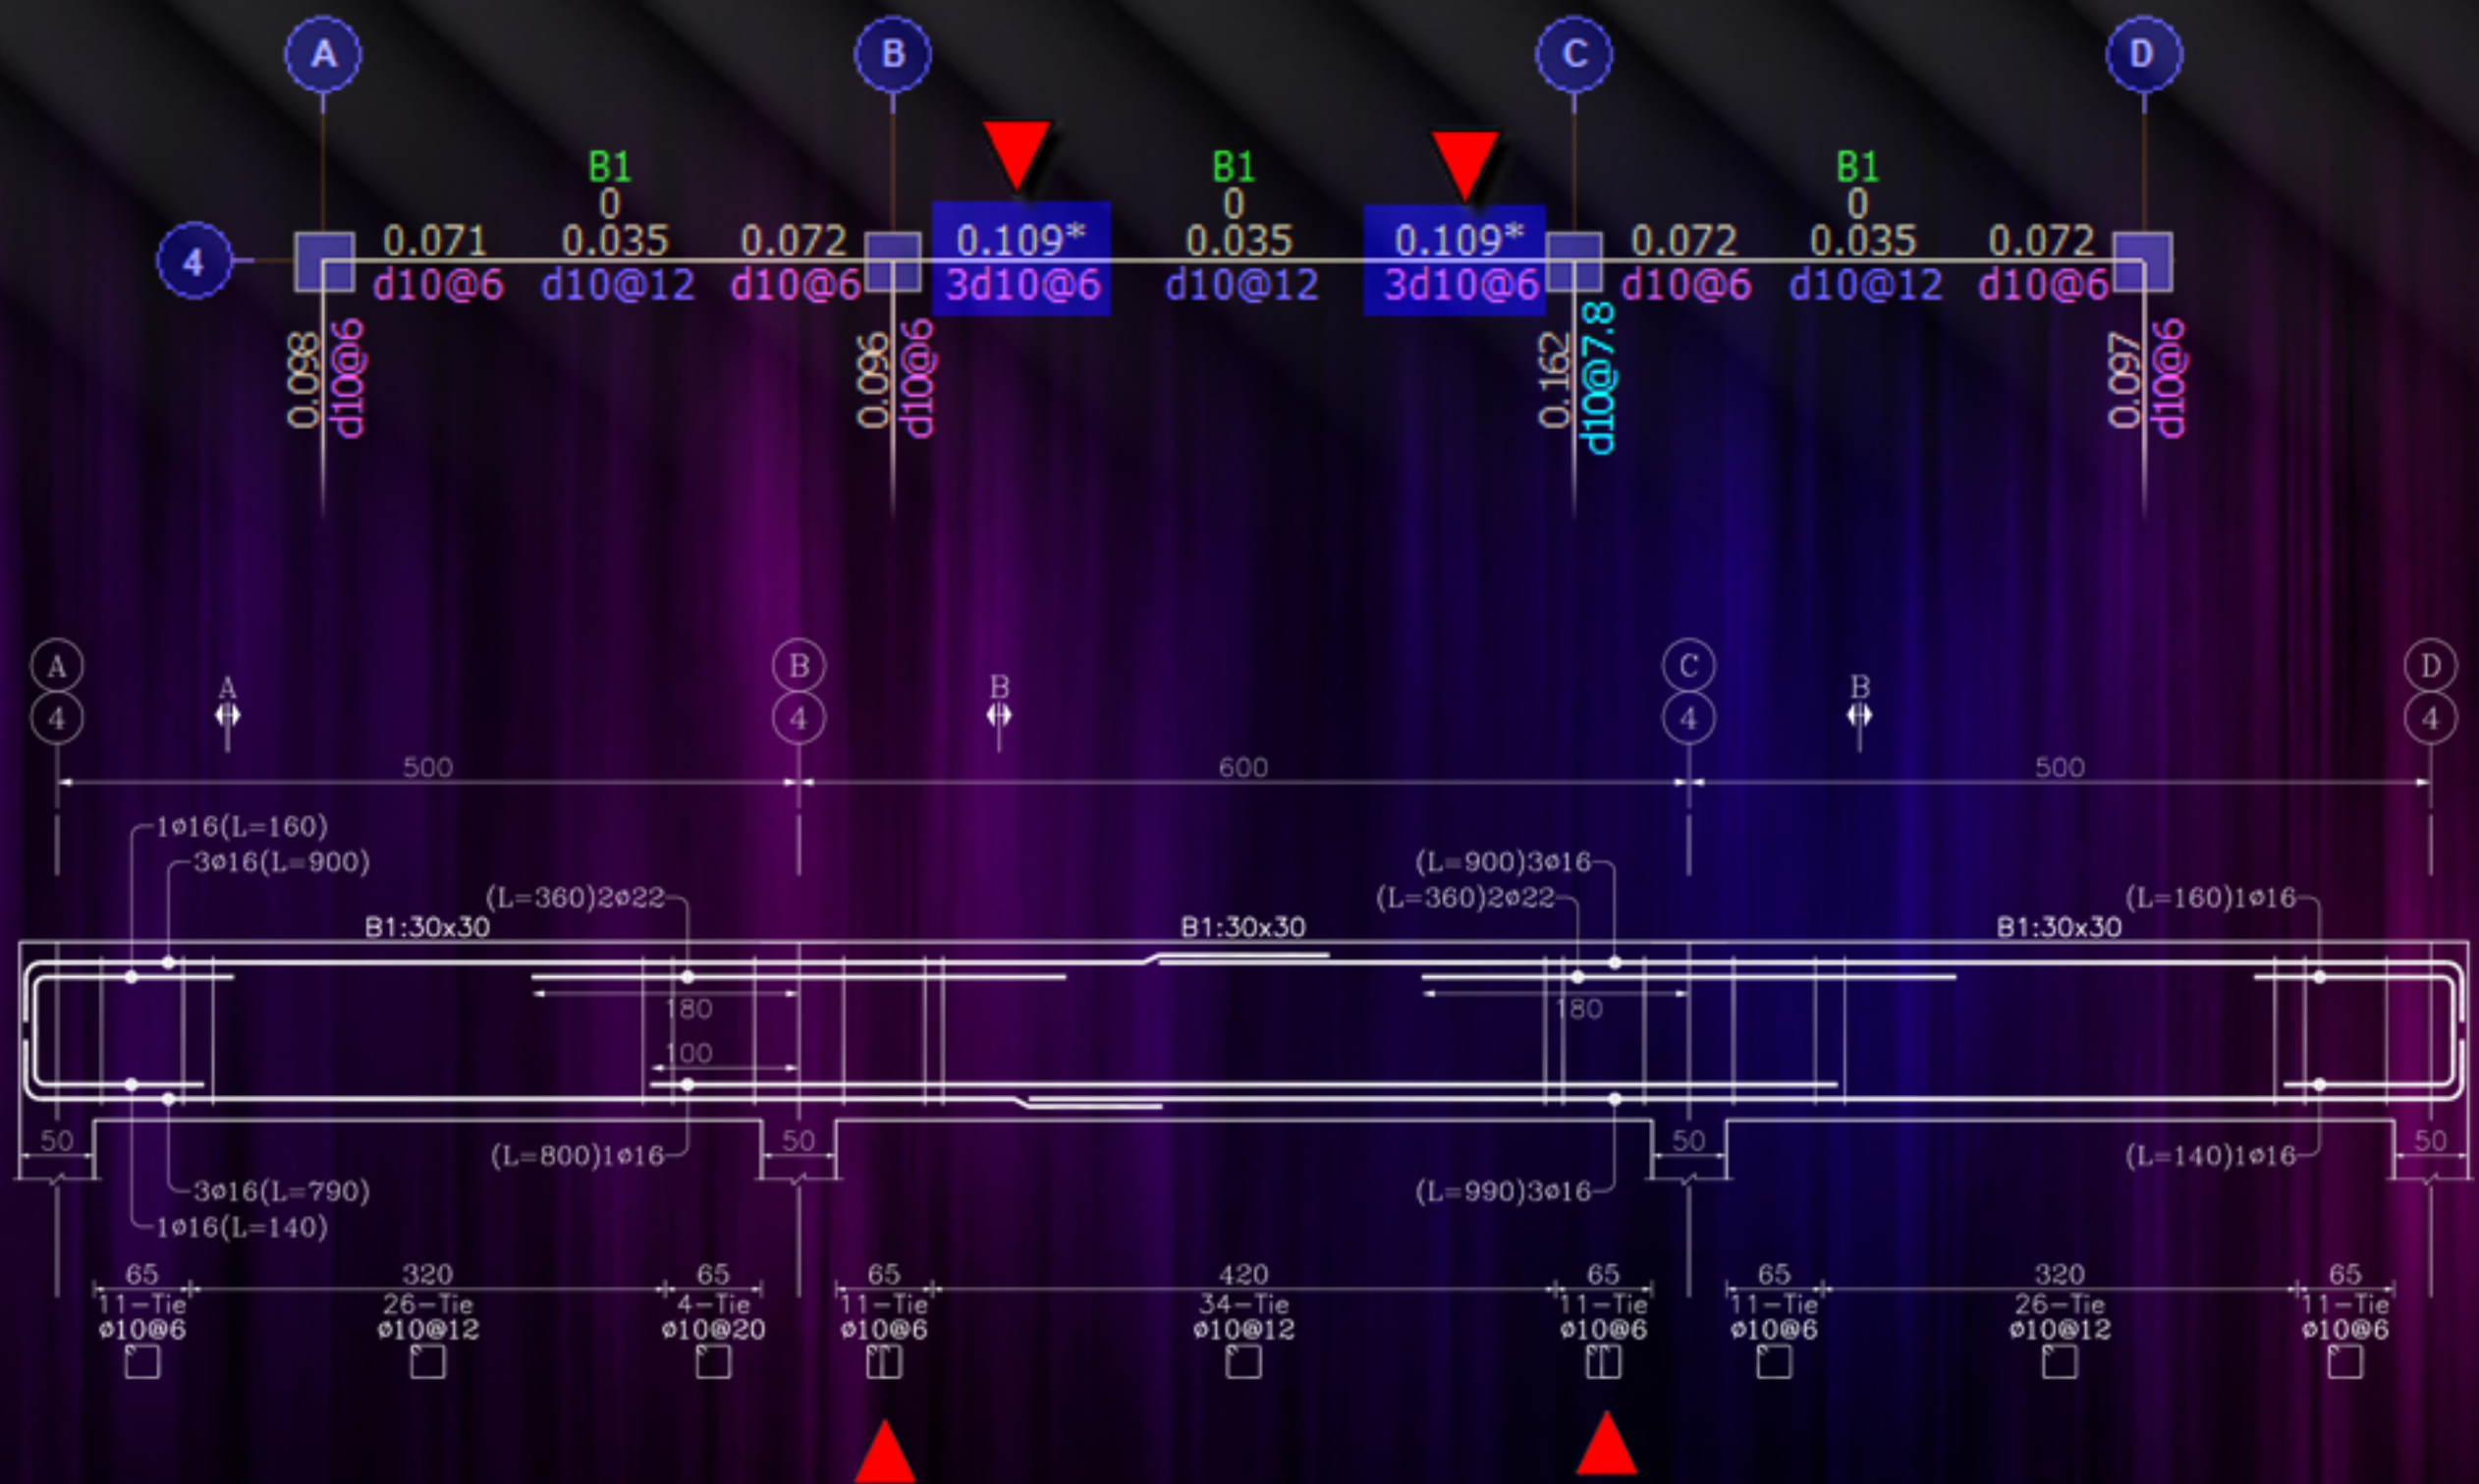 A B C D
B1 B1 B1
0 0 0
4 0.071 0.035 0.072 0.109* 0.035 0.109* 0.072 0.035 0.072
d10@6 d10@12 d10@6 3d10@6 d10@12 3d10@6 d10@6 d10@12 d10@6
0.098 d10@6 0.096 d10@6 0.162 d10@7.8 0.097 d10@6
A B C D
A B B
4 4 4 4
500 600 500
1ø16(L=160)
3ø16(L=900) (L=900)3ø16
(L=360)2ø22 (L=360)2ø22 (L=160)1ø16
B1:30x30 B1:30x30 B1:30x30
180 180
100
50 50 50 50
(L=800)1ø16 (L=140)1ø16
3ø16(L=790) (L=990)3ø16
1ø16(L=140)
65 320 65 65 420 65 65 320 65
11-Tie 26-Tie 4-Tie 11-Tie 34-Tie 11-Tie 11-Tie 26-Tie 11-Tie
ø10@6 ø10@12 ø10@20 ø10@6 ø10@12 ø10@6 ø10@6 ø10@12 ø10@6